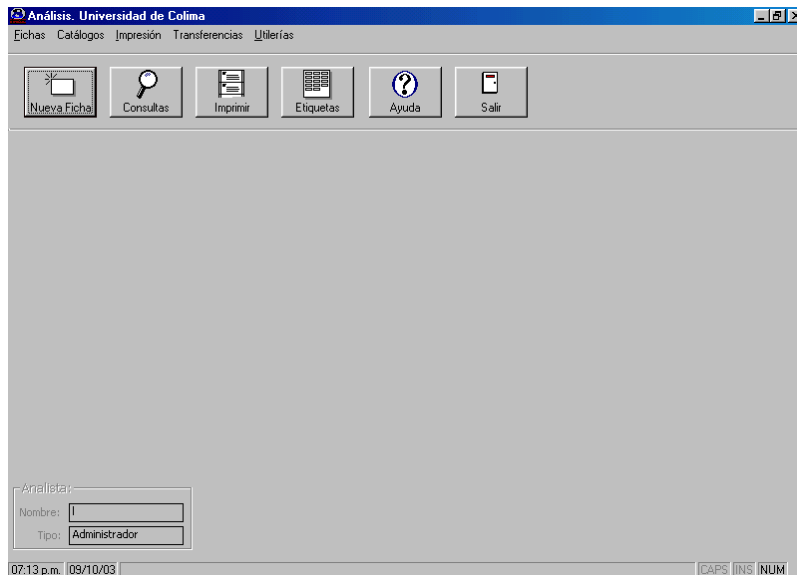 Análisis. Universidad de Colima
Fichas Catálogos Impresión Transferencias Utilerías
Nueva Ficha Consultas Imprimir Etiquetas Ayuda Salir
Analista:
Nombre: I
Tipo: Administrador
07:13 p.m. 09/10/03 CAPS INS NUM